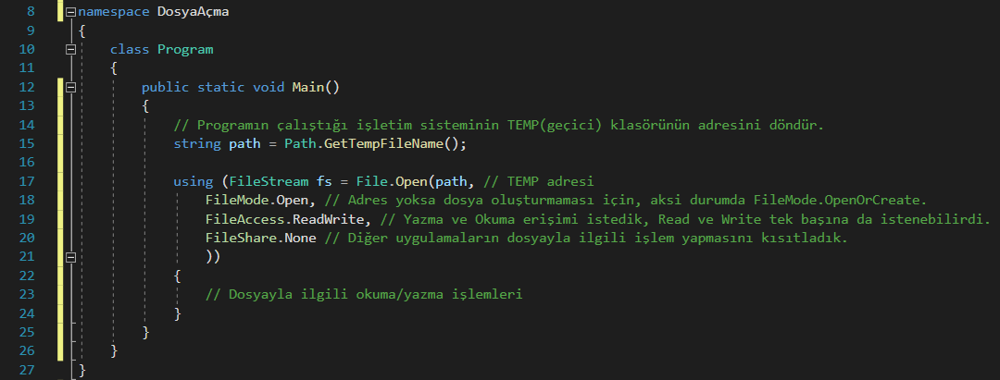 8 namespace DosyaAçma
9 {
10 class Program
11 {
12 public static void Main()
13 {
14 // Programın çalıştığı işletim sisteminin TEMP(geçici) klasörünün adresini döndür.
15 string path = Path.GetTempFileName();
16
17 using (FileStream fs = File.Open(path, // TEMP adresi
18 FileMode.Open, // Adres yoksa dosya oluşturmaması için, aksi durumda FileMode.OpenOrCreate.
19 FileAccess.ReadWrite, // Yazma ve Okuma erişimi istedik, Read ve Write tek başına da istenebilirdi.
20 FileShare.None // Diğer uygulamaların dosyayla ilgili işlem yapmasını kısıtladık.
21 ))
22 {
23 // Dosyayla ilgili okuma/yazma işlemleri
24 }
25 }
26 }
27 }